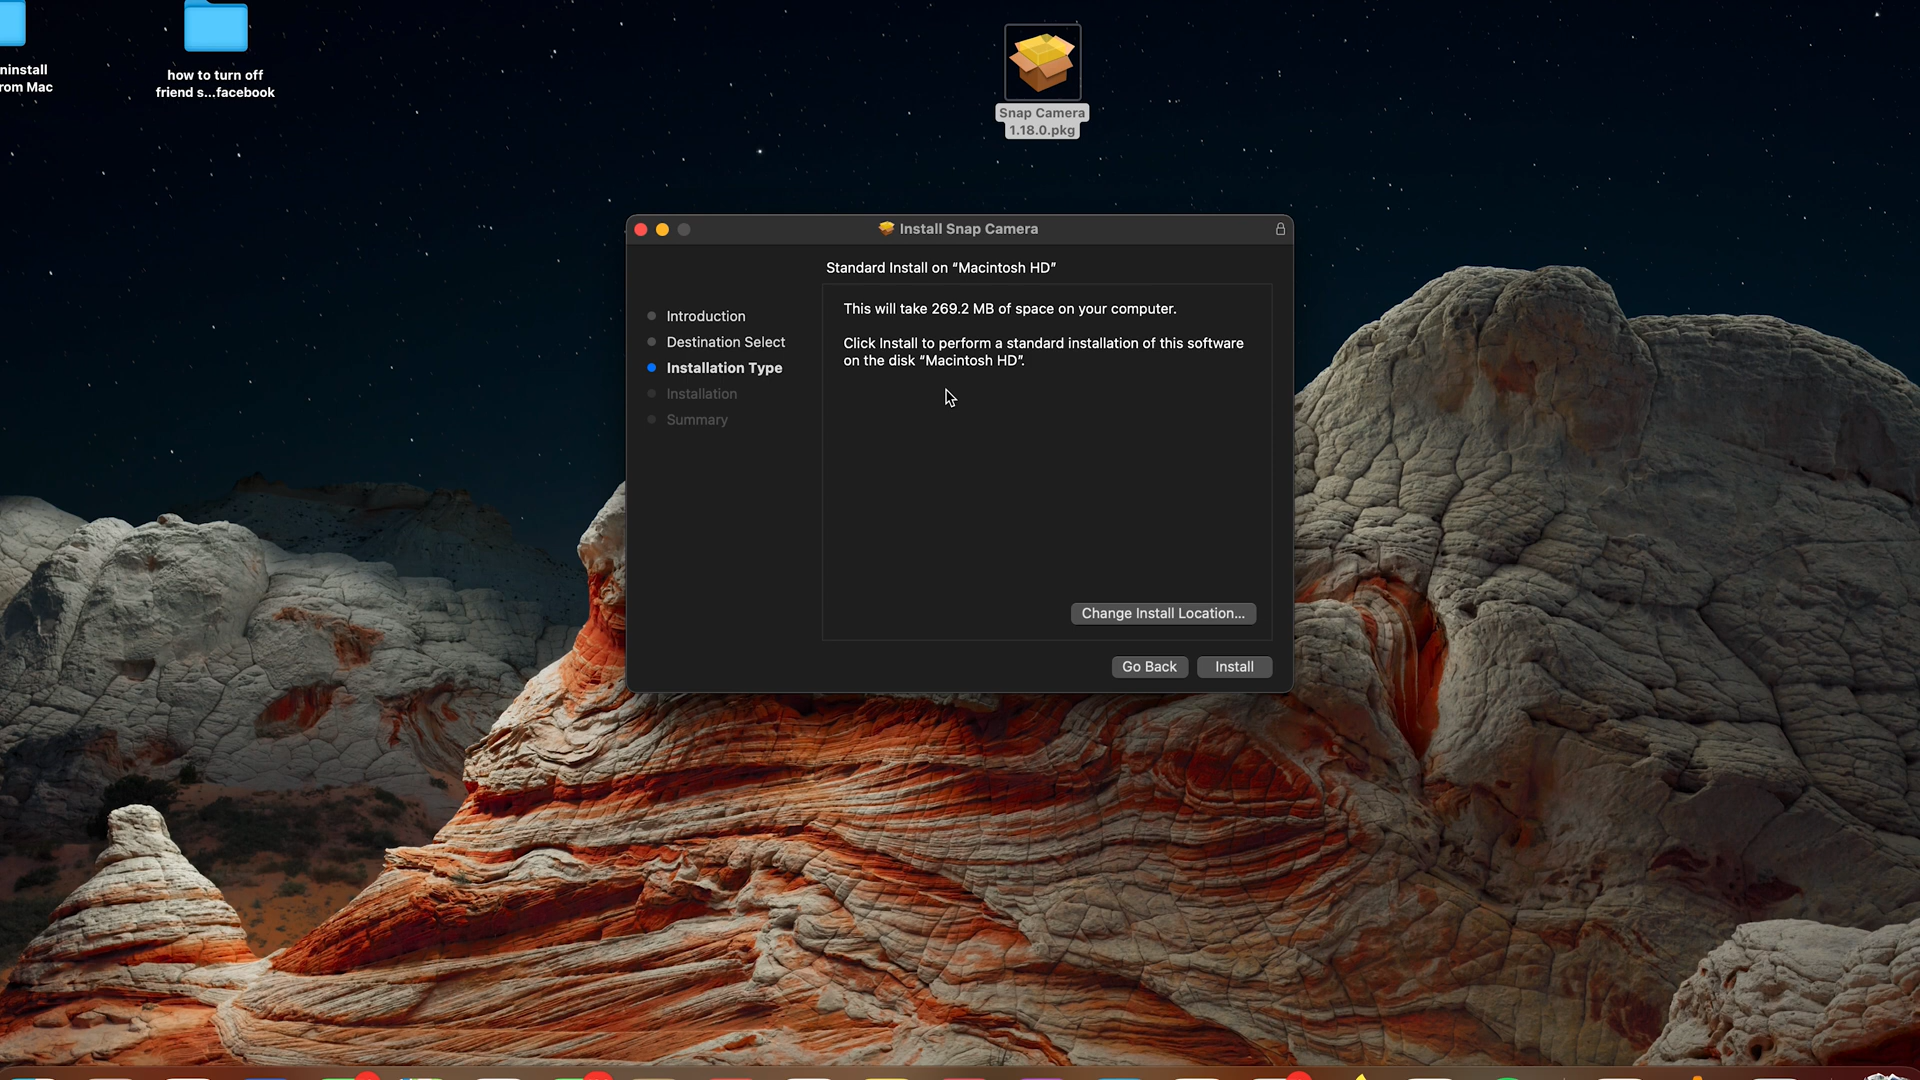 ninstall
rom Mac
how to turn off
friend s...facebook
Snap Camera
1.18.0.pkg
Install Snap Camera
Standard Install on “Macintosh HD”
Introduction
Destination Select
Installation Type
Installation
Summary
This will take 269.2 MB of space on your computer.
Click Install to perform a standard installation of this software
on the disk “Macintosh HD”.
Change Install Location...
Go Back
Install